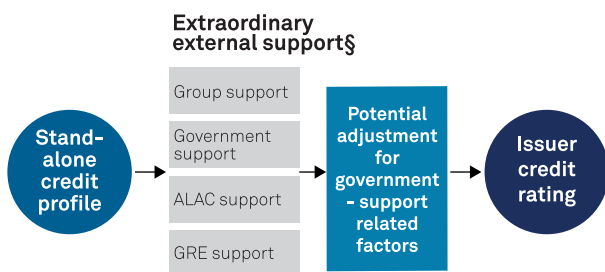 Extraordinary
external support§
Stand-
alone
credit
profile
Group support
Government
support
ALAC support
GRE support
Potential
adjustment
for
government
- support
related
factors
Issuer
credit
rating